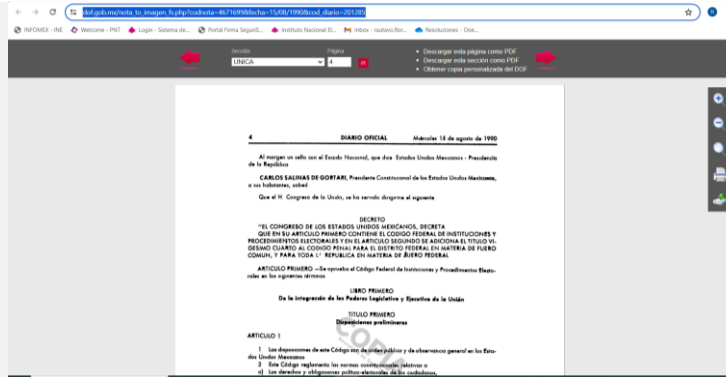 dof.gob.mx/nota_to_imagen_fs.php?codnota=4671699&fecha=15/08/1990&cod_diario=201285
INFOMEX - INE Welcome - PNT Login - Sistema de... Portal Firma SeguriS... Instituto Nacional El... Inbox - rautavo.flor... Resoluciones - One...
Sección Página
UNICA 4 IR
• Descargar esta página como PDF
• Descargar esta sección como PDF
• Obtener copia personalizada del DOF
4 DIARIO OFICIAL Miércoles 15 de agosto de 1990
Al margen un sello con el Escudo Nacional, que dice Estados Unidos Mexicanos - Presidencia
de la República
CARLOS SALINAS DE GORTARI, Presidente Constitucional de los Estados Unidos Mexicanos,
a sus habitantes, sabed
Que el H Congreso de la Unión, se ha servido dirigirme el siguiente
DECRETO
"EL CONGRESO DE LOS ESTADOS UNIDOS MEXICANOS, DECRETA
QUE EN SU ARTICULO PRIMERO CONTIENE EL CODIGO FEDERAL DE INSTITUCIONES Y
PROCEDIMIENTOS ELECTORALES Y EN EL ARTICULO SEGUNDO SE ADICIONA EL TITULO VI-
GESIMO CUARTO AL CODIGO PENAL PARA EL DISTRITO FEDERAL EN MATERIA DE FUERO
COMUN, Y PARA TODA L' REPUBLICA EN MATERIA DE FUERO FEDERAL
ARTICULO PRIMERO —Se aprueba el Código Federal de Instituciones y Procedimientos Electo-
rales en los siguientes términos
LIBRO PRIMERO
De la integración de los Poderes Legislativo y Ejecutivo de la Unión
TITULO PRIMERO
Disposiciones preliminares
ARTICULO 1
1 Las disposiciones de este Código son de orden público y de observancia general en los Esta-
dos Unidos Mexicanos
2 Este Código reglamenta las normas constitucionales relativas a
a) Los derechos y obligaciones político-electorales de los ciudadanos,
COPIA